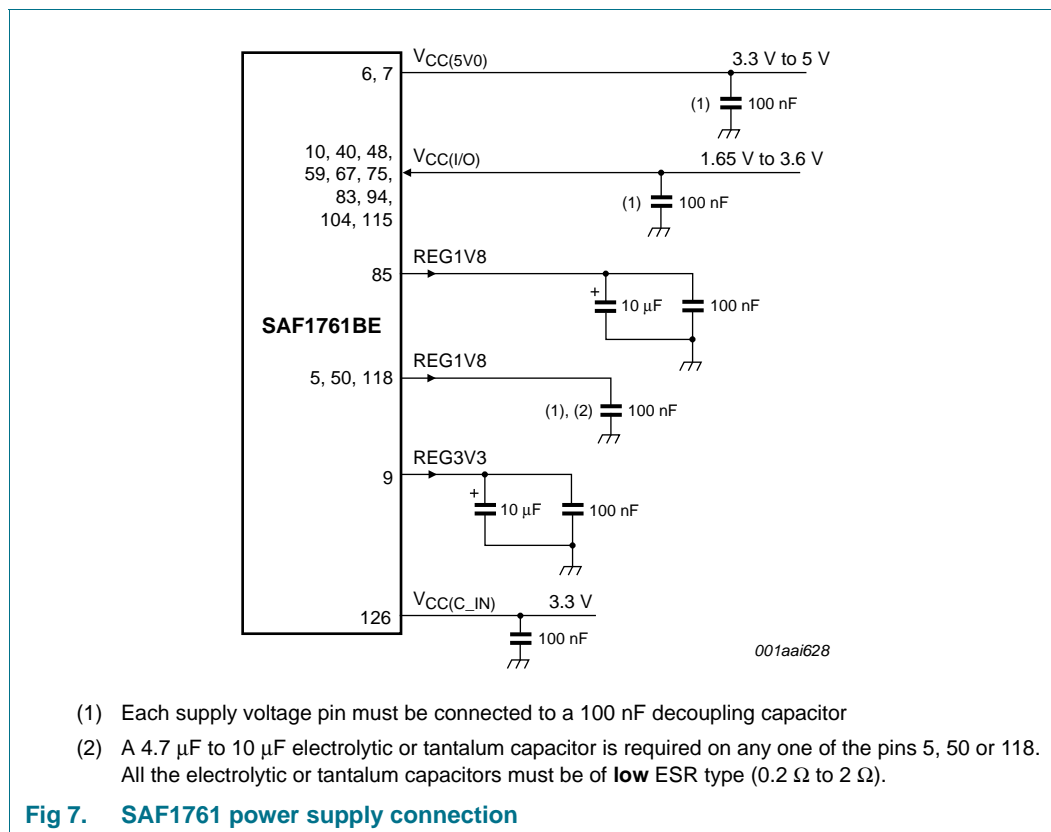 VCC(5V0)
3.3 V to 5 V
6, 7
(1)
100 nF
10, 40, 48,
59, 67, 75,
83, 94,
104, 115
VCC(I/O)
1.65 V to 3.6 V
(1)
100 nF
REG1V8
85
+
10 μF
100 nF
SAF1761BE
REG1V8
5, 50, 118
(1), (2)
100 nF
REG3V3
9
+
10 μF
100 nF
VCC(C_IN)
3.3 V
126
100 nF
001aai628
(1) Each supply voltage pin must be connected to a 100 nF decoupling capacitor
(2) A 4.7 μF to 10 μF electrolytic or tantalum capacitor is required on any one of the pins 5, 50 or 118.
All the electrolytic or tantalum capacitors must be of low ESR type (0.2 Ω to 2 Ω).
Fig 7. SAF1761 power supply connection